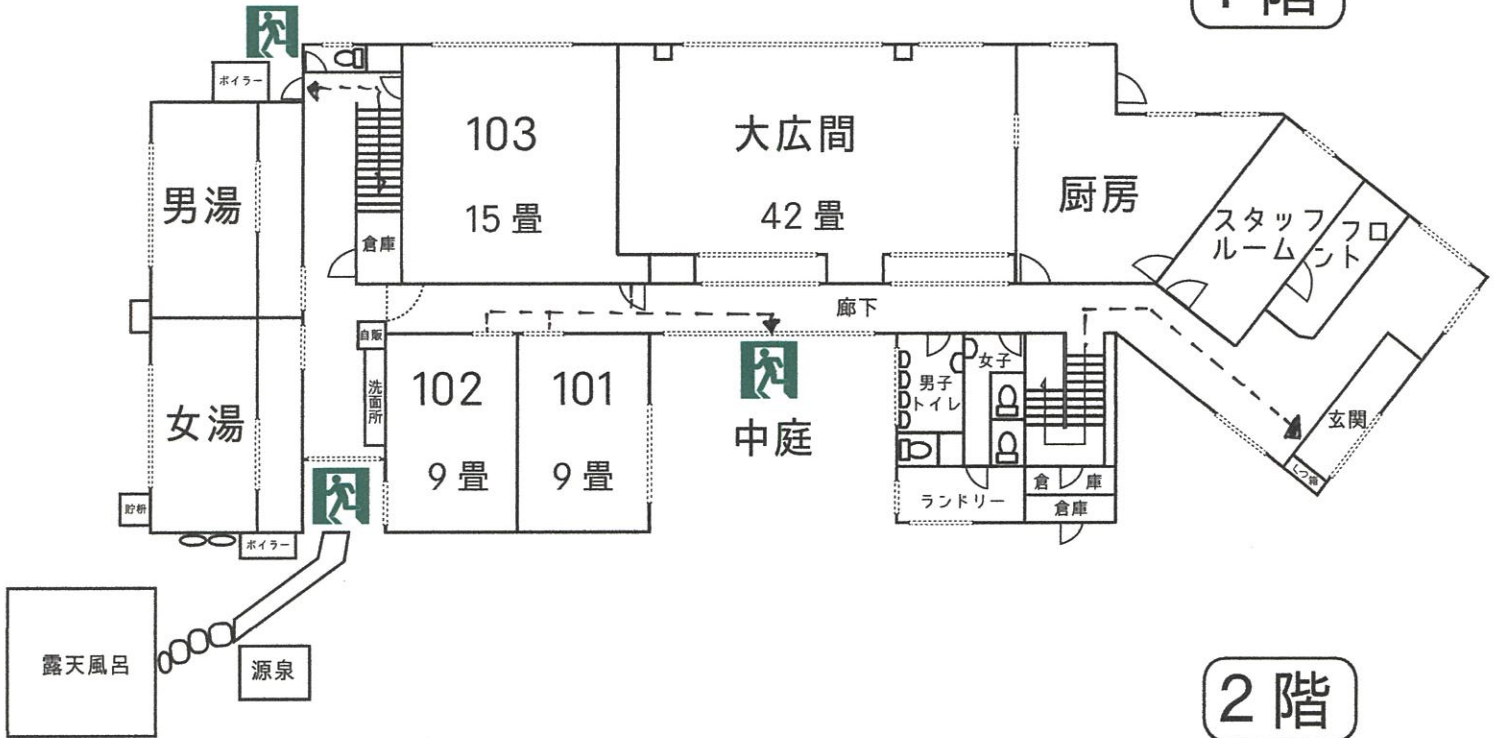 1階
ボイラー
男湯
倉庫
103
15畳
大広間
42畳
厨房
スタッフ
ルーム
フロ
ント
廊下
自販
洗面所
女湯
102
9畳
101
9畳
中庭
男子
トイレ
女子
玄関
くつ箱
ランドリー
倉庫
倉庫
貯桝
ボイラー
露天風呂
源泉
2階